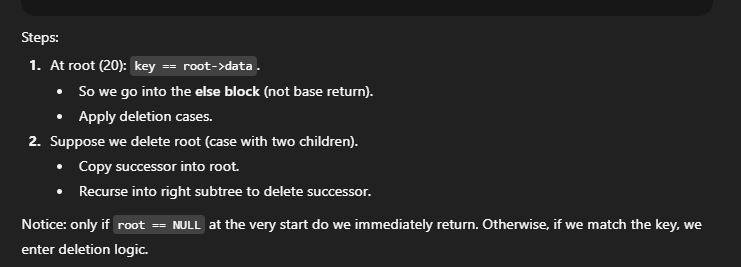 Steps:
1. At root (20): key == root->data.
• So we go into the else block (not base return).
• Apply deletion cases.
2. Suppose we delete root (case with two children).
• Copy successor into root.
• Recurse into right subtree to delete successor.
Notice: only if root == NULL at the very start do we immediately return. Otherwise, if we match the key, we
enter deletion logic.